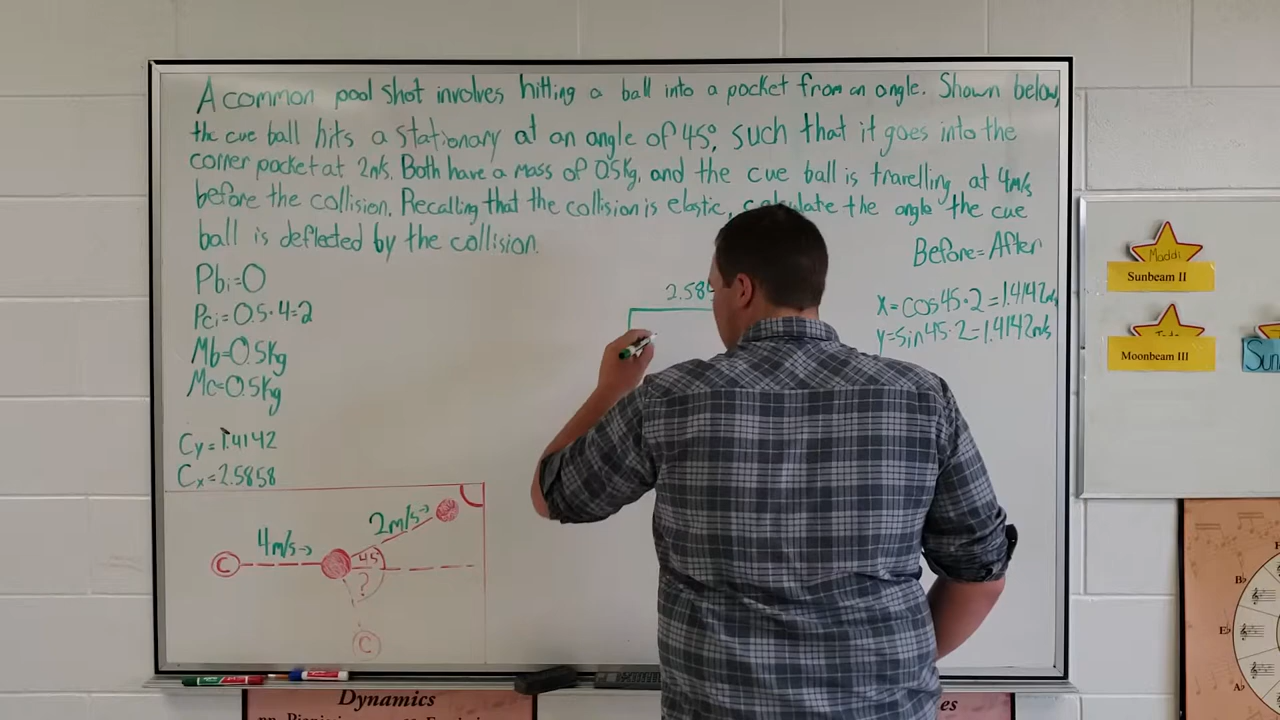 A common pool shot involves hitting a ball into a pocket from an angle. Shown below,
the cue ball hits a stationary at an angle of 45°, such that it goes into the
corner pocket at 2m/s. Both have a mass of 0.5Kg, and the cue ball is travelling at 4m/s
before the collision. Recalling that the collision is elastic, calculate the angle the cue
ball is deflected by the collision.
Before=After
Pbi=0
Pci=0.5·4=2
Mb=0.5Kg
Mc=0.5Kg
Cy=1.4142
Cx=2.5858
2.58
X=cos45·2=1.4142m/s
y=sin45·2=1.4142m/s
2m/s→
4m/s→
C
45
?
C
Maddi
Sunbeam II
Moonbeam III
Sun
Dynamics
es
B♭
E♭
A♭
F